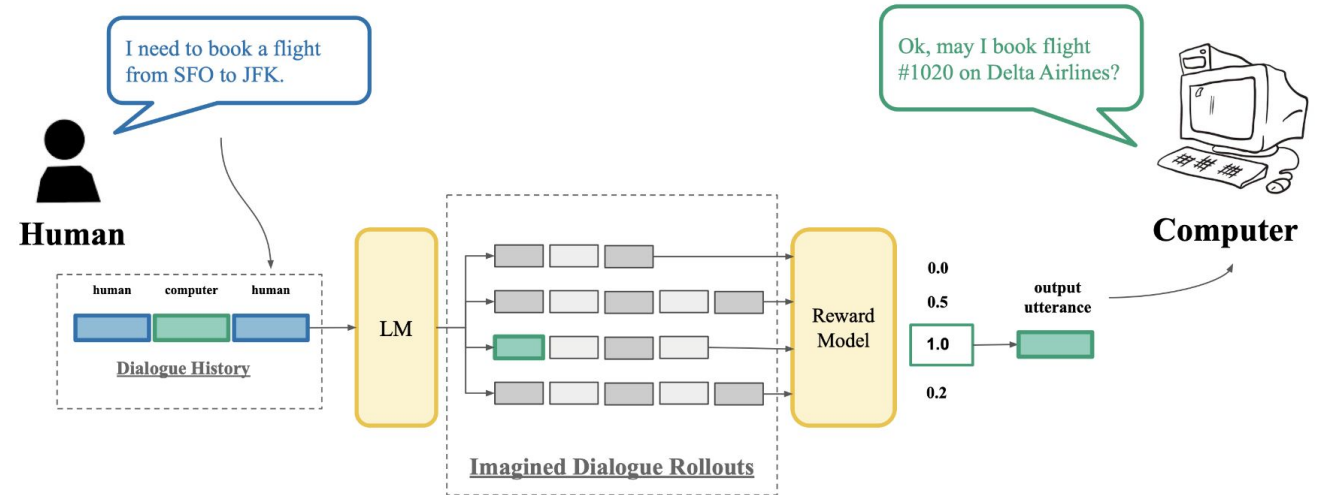 I need to book a flight
from SFO to JFK.
Ok, may I book flight
#1020 on Delta Airlines?
Human
Computer
human
computer
human
Dialogue History
LM
Imagined Dialogue Rollouts
Reward
Model
0.0
0.5
1.0
0.2
output
utterance